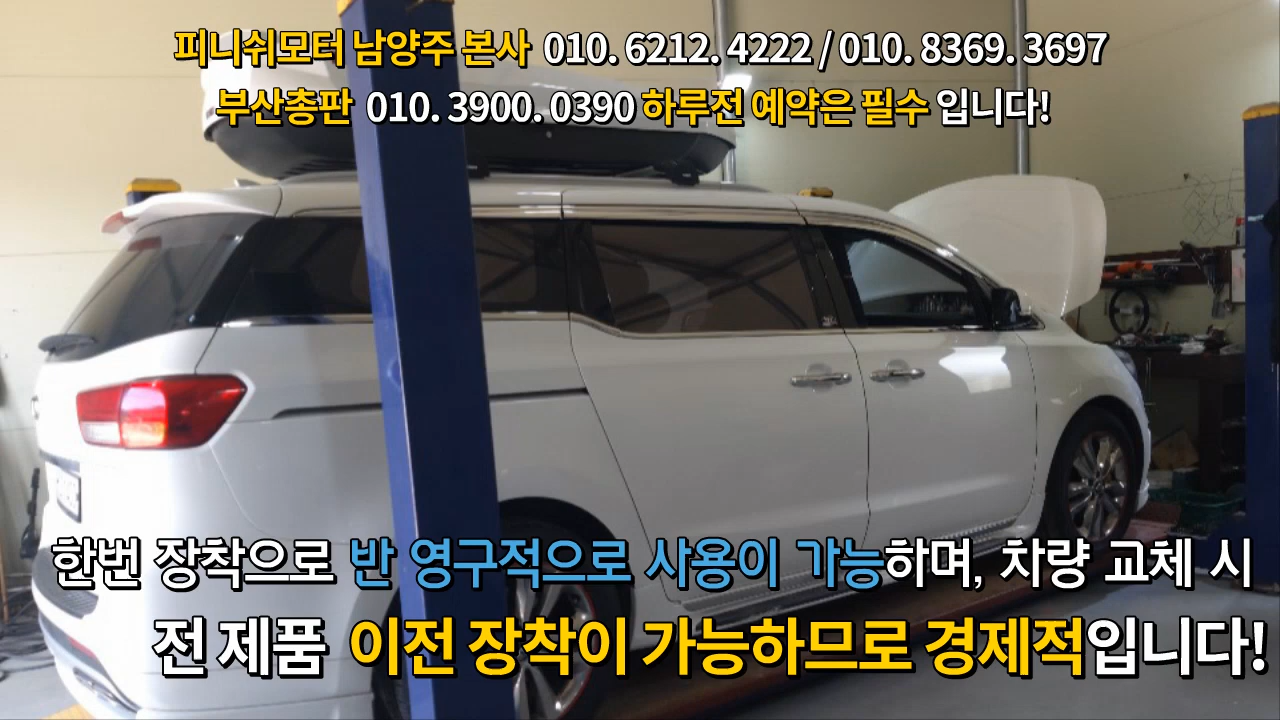 피니쉬모터 남양주 본사 010. 6212. 4222 / 010. 8369. 3697
부산총판 010. 3900. 0390 하루전 예약은 필수 입니다!
한번 장착으로 반 영구적으로 사용이 가능하며, 차량 교체 시
전 제품 이전 장착이 가능하므로 경제적입니다!